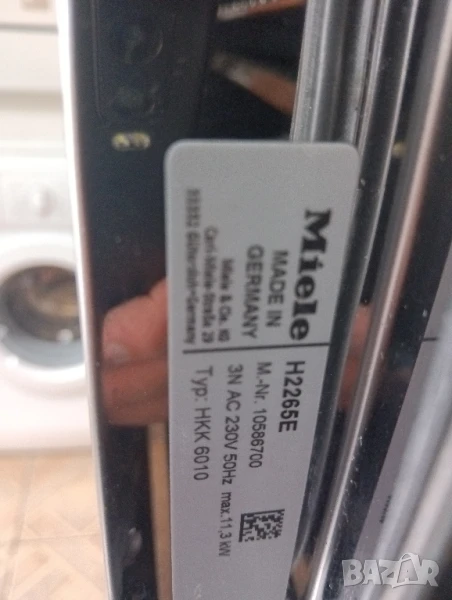 Miele
MADE IN
GERMANY
Miele & Cie. KG
Carl-Miele-Straße 29
33332 Gütersloh-Germany
H2265E
M.-Nr. 10586700
3N AC 230V 50Hz max.11,3 kW
Typ: HKK 6010
BAZAR